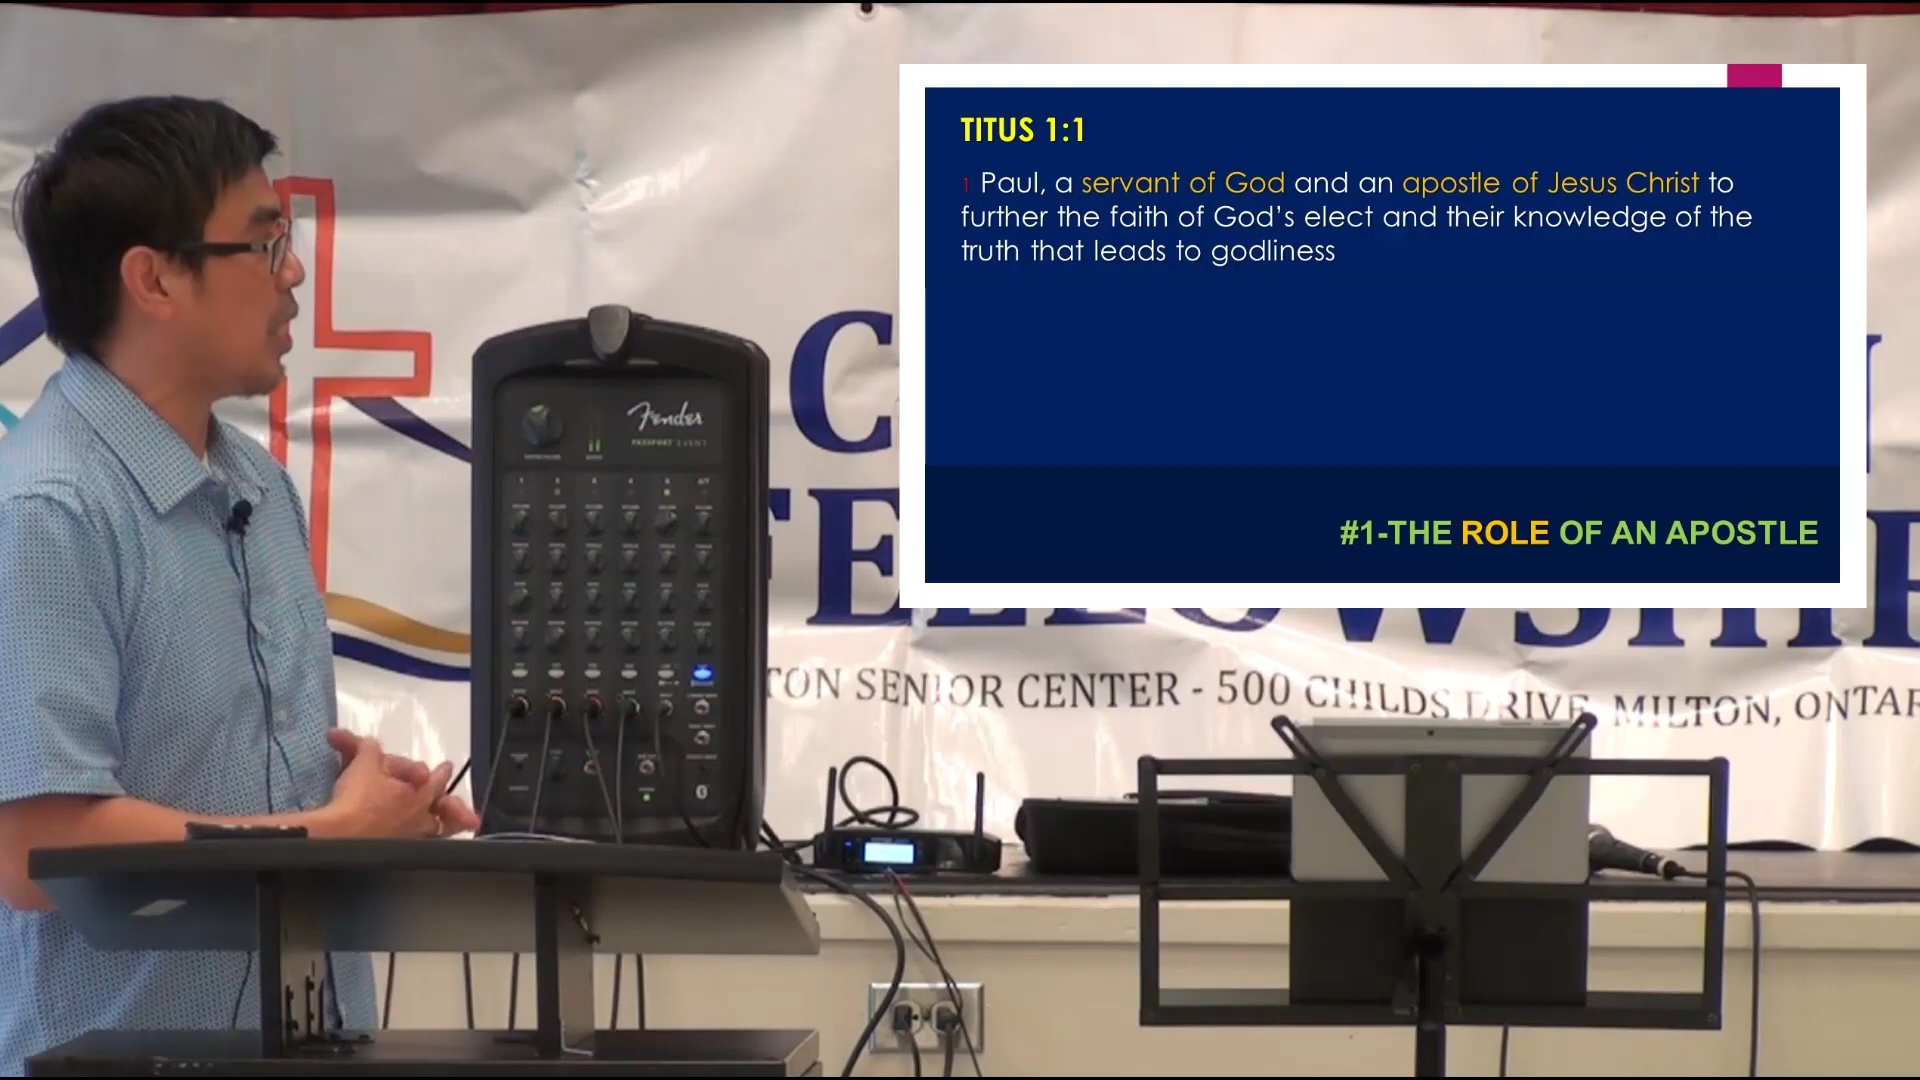 TITUS 1:1
1 Paul, a servant of God and an apostle of Jesus Christ to
further the faith of God's elect and their knowledge of the
truth that leads to godliness
#1-THE ROLE OF AN APOSTLE
Fender
PASSPORT EVENT
C N
FELLOWSHIP
TON SENIOR CENTER - 500 CHILDS DRIVE, MILTON, ONTAR